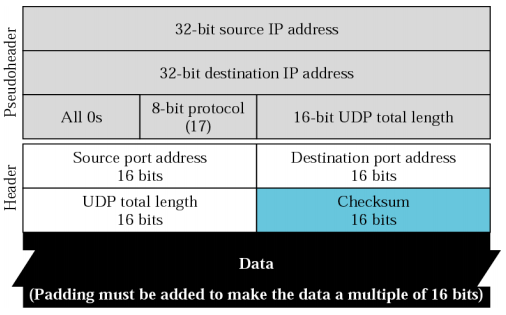 Pseudoheader
32-bit source IP address
32-bit destination IP address
All 0s
8-bit protocol
(17)
16-bit UDP total length
Header
Source port address
16 bits
Destination port address
16 bits
UDP total length
16 bits
Checksum
16 bits
Data
(Padding must be added to make the data a multiple of 16 bits)